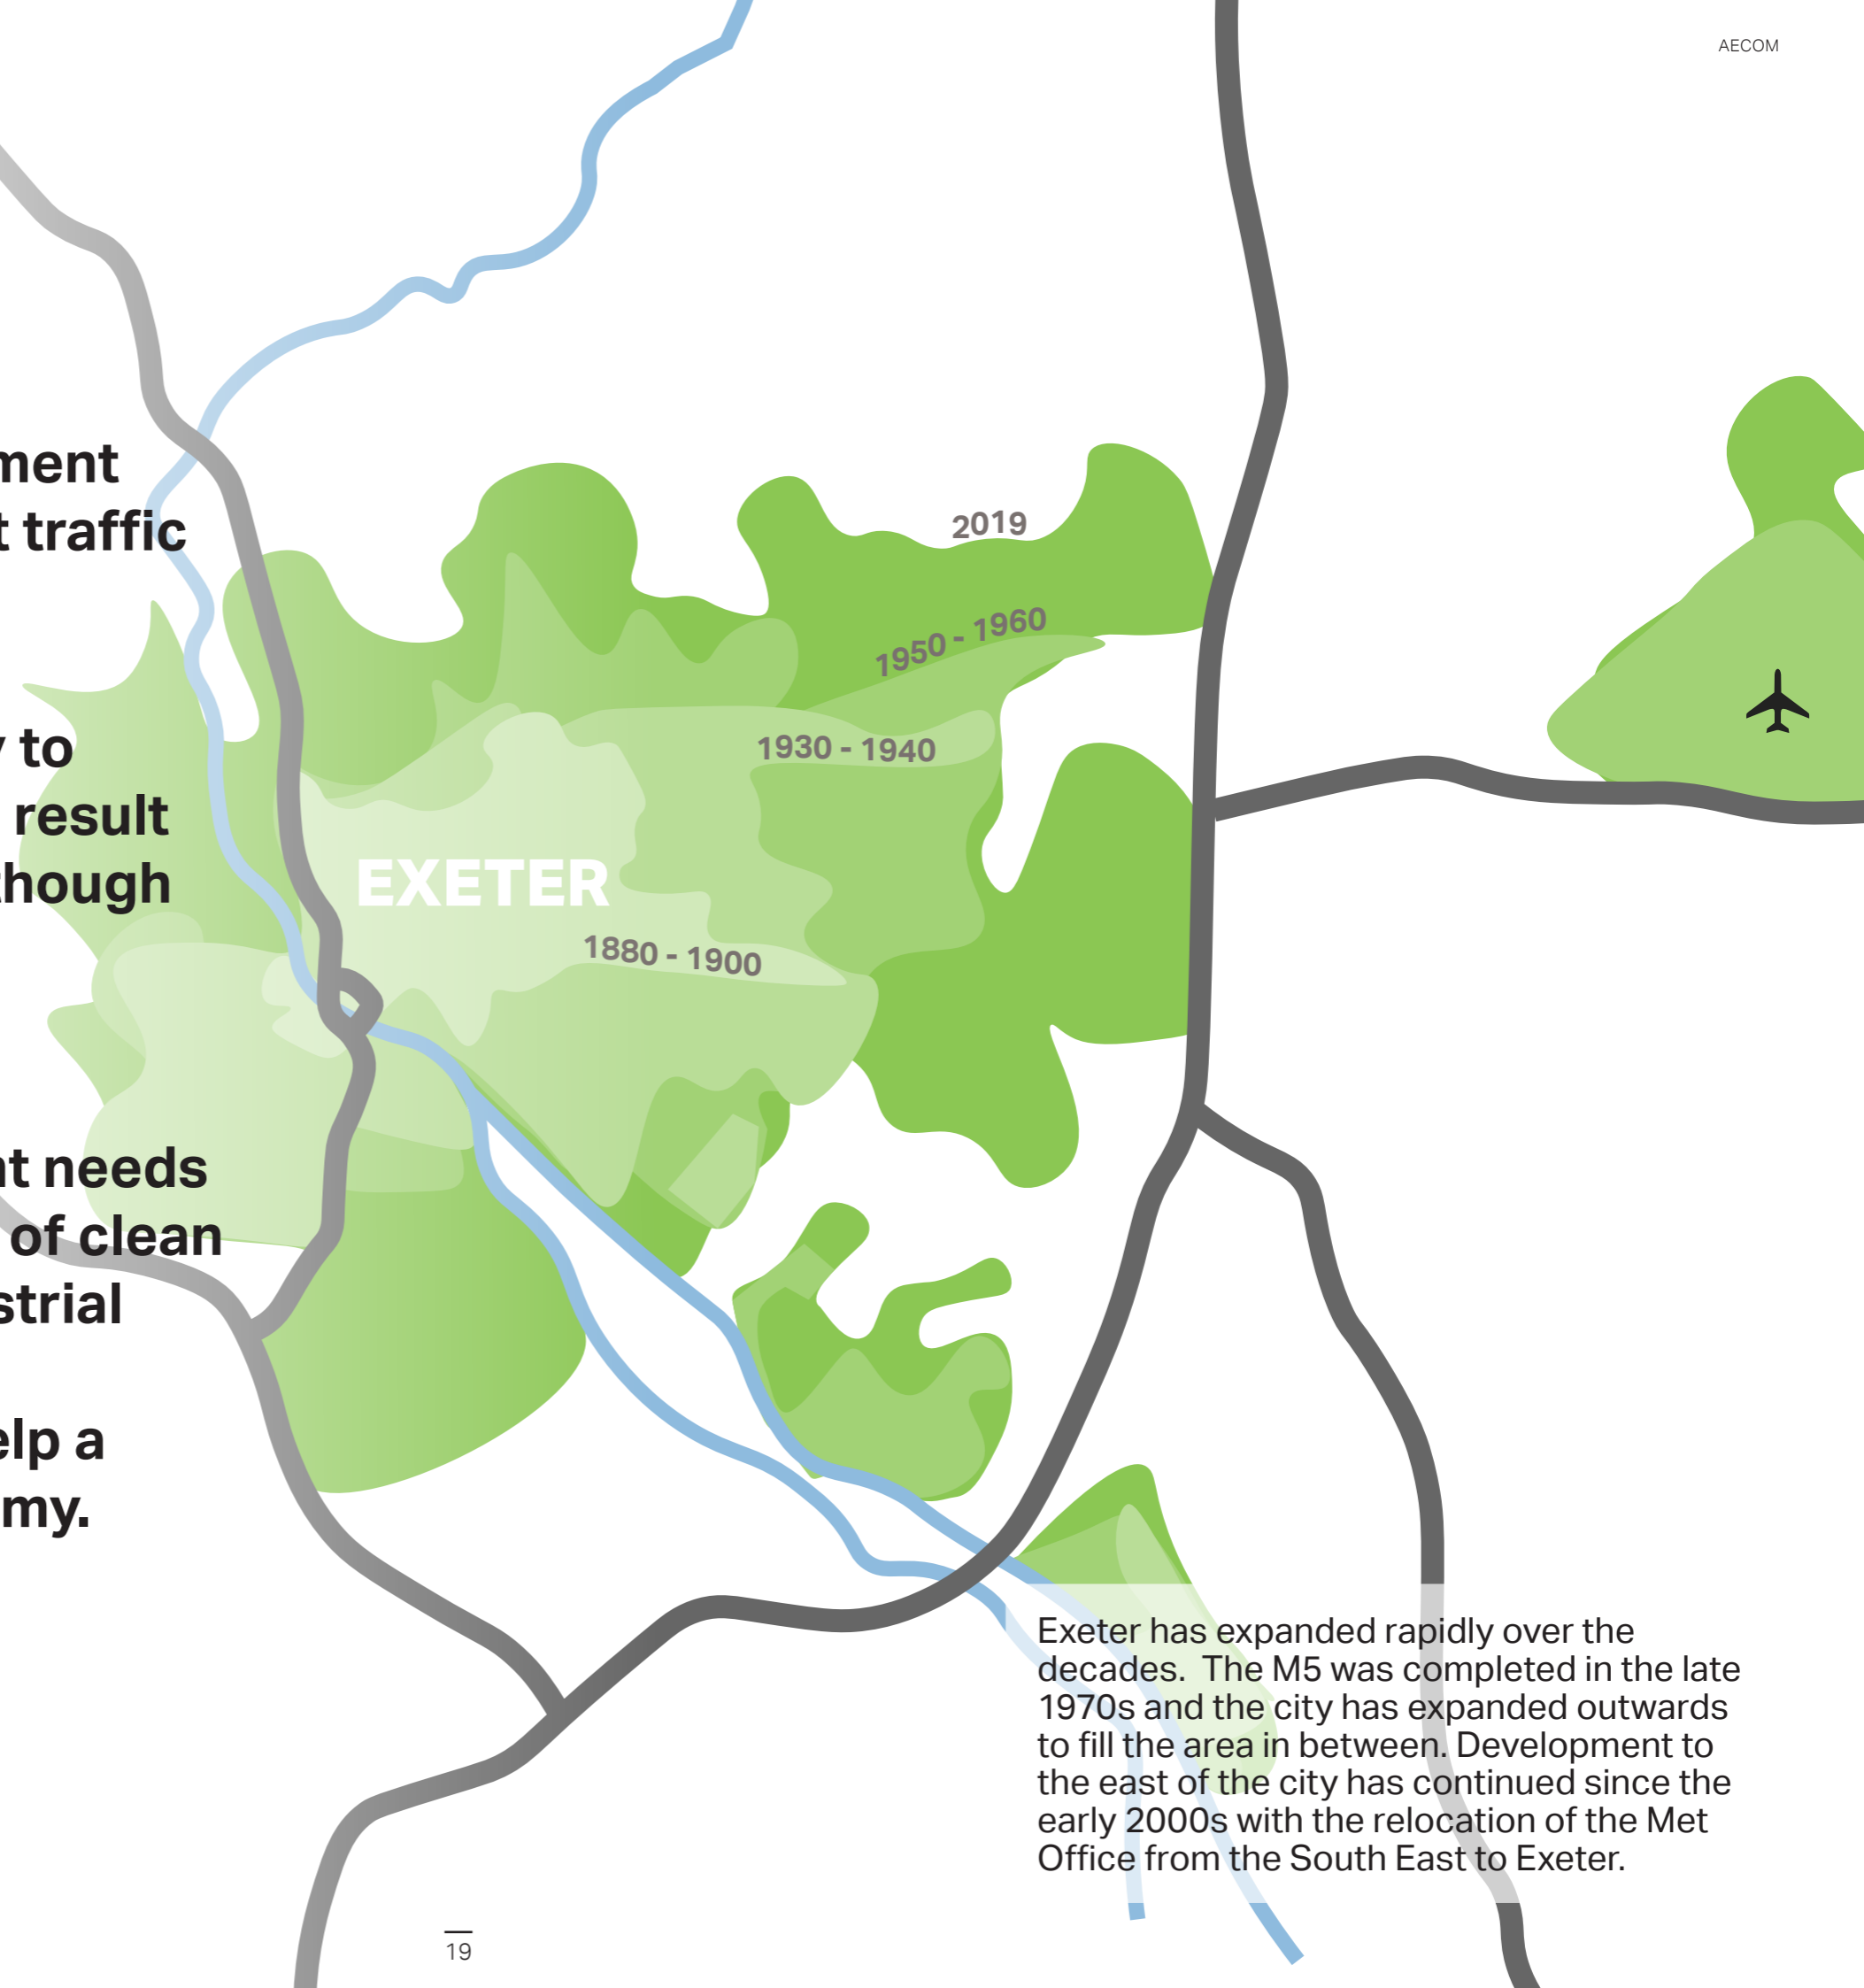 AECOM
ment
t traffic
y to
result
though
nt needs
of clean
strial
elp a
my.
2019
1950 - 1960
1930 - 1940
EXETER
1880 - 1900
Exeter has expanded rapidly over the
decades.  The M5 was completed in the late
1970s and the city has expanded outwards
to fill the area in between. Development to
the east of the city has continued since the
early 2000s with the relocation of the Met
Office from the South East to Exeter.
19